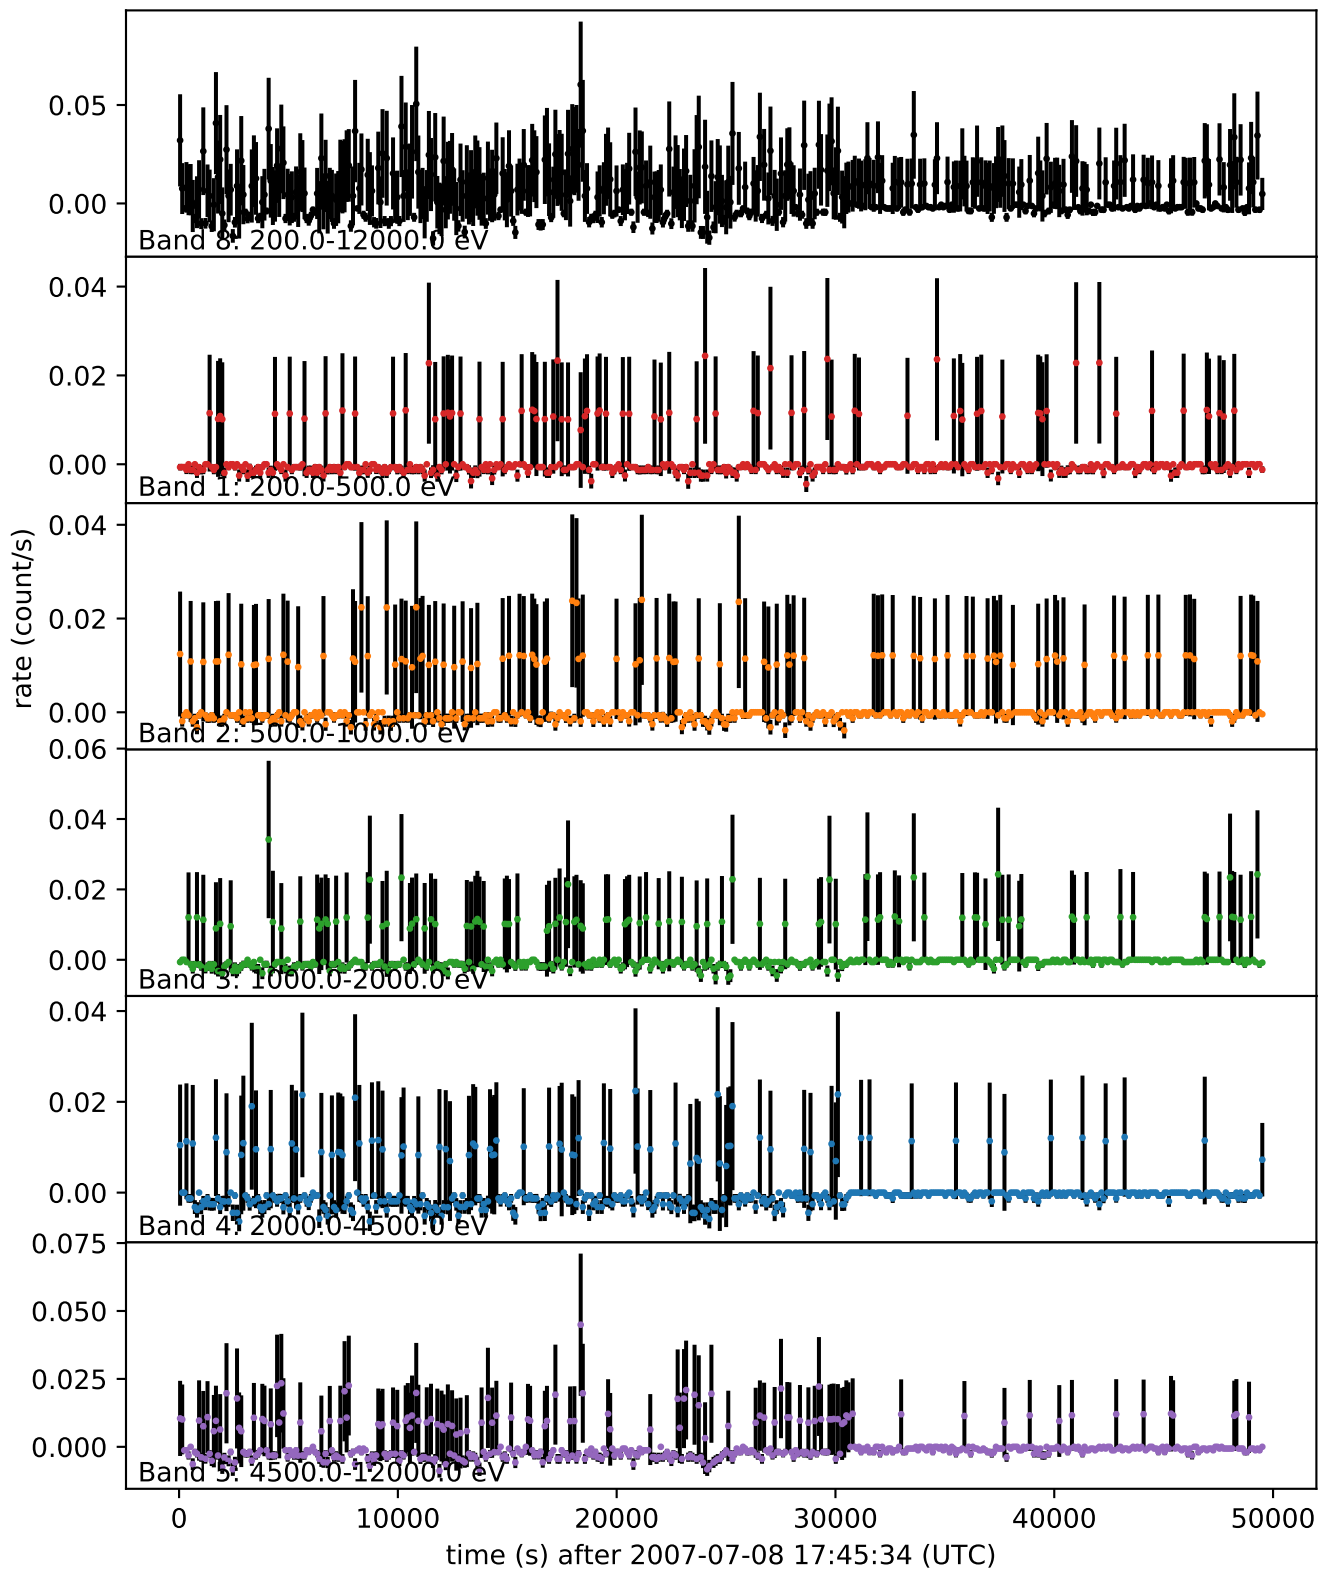 0.05
0.00
Band 8: 200.0-12000.0 eV
0.04
0.02
0.00
Band 1: 200.0-500.0 eV
rate (count/s)
0.04
0.02
0.00
Band 2: 500.0-1000.0 eV
0.06
0.04
0.02
0.00
Band 3: 1000.0-2000.0 eV
0.04
0.02
0.00
Band 4: 2000.0-4500.0 eV
0.075
0.050
0.025
0.000
Band 5: 4500.0-12000.0 eV
0 10000 20000 30000 40000 50000
time (s) after 2007-07-08 17:45:34 (UTC)